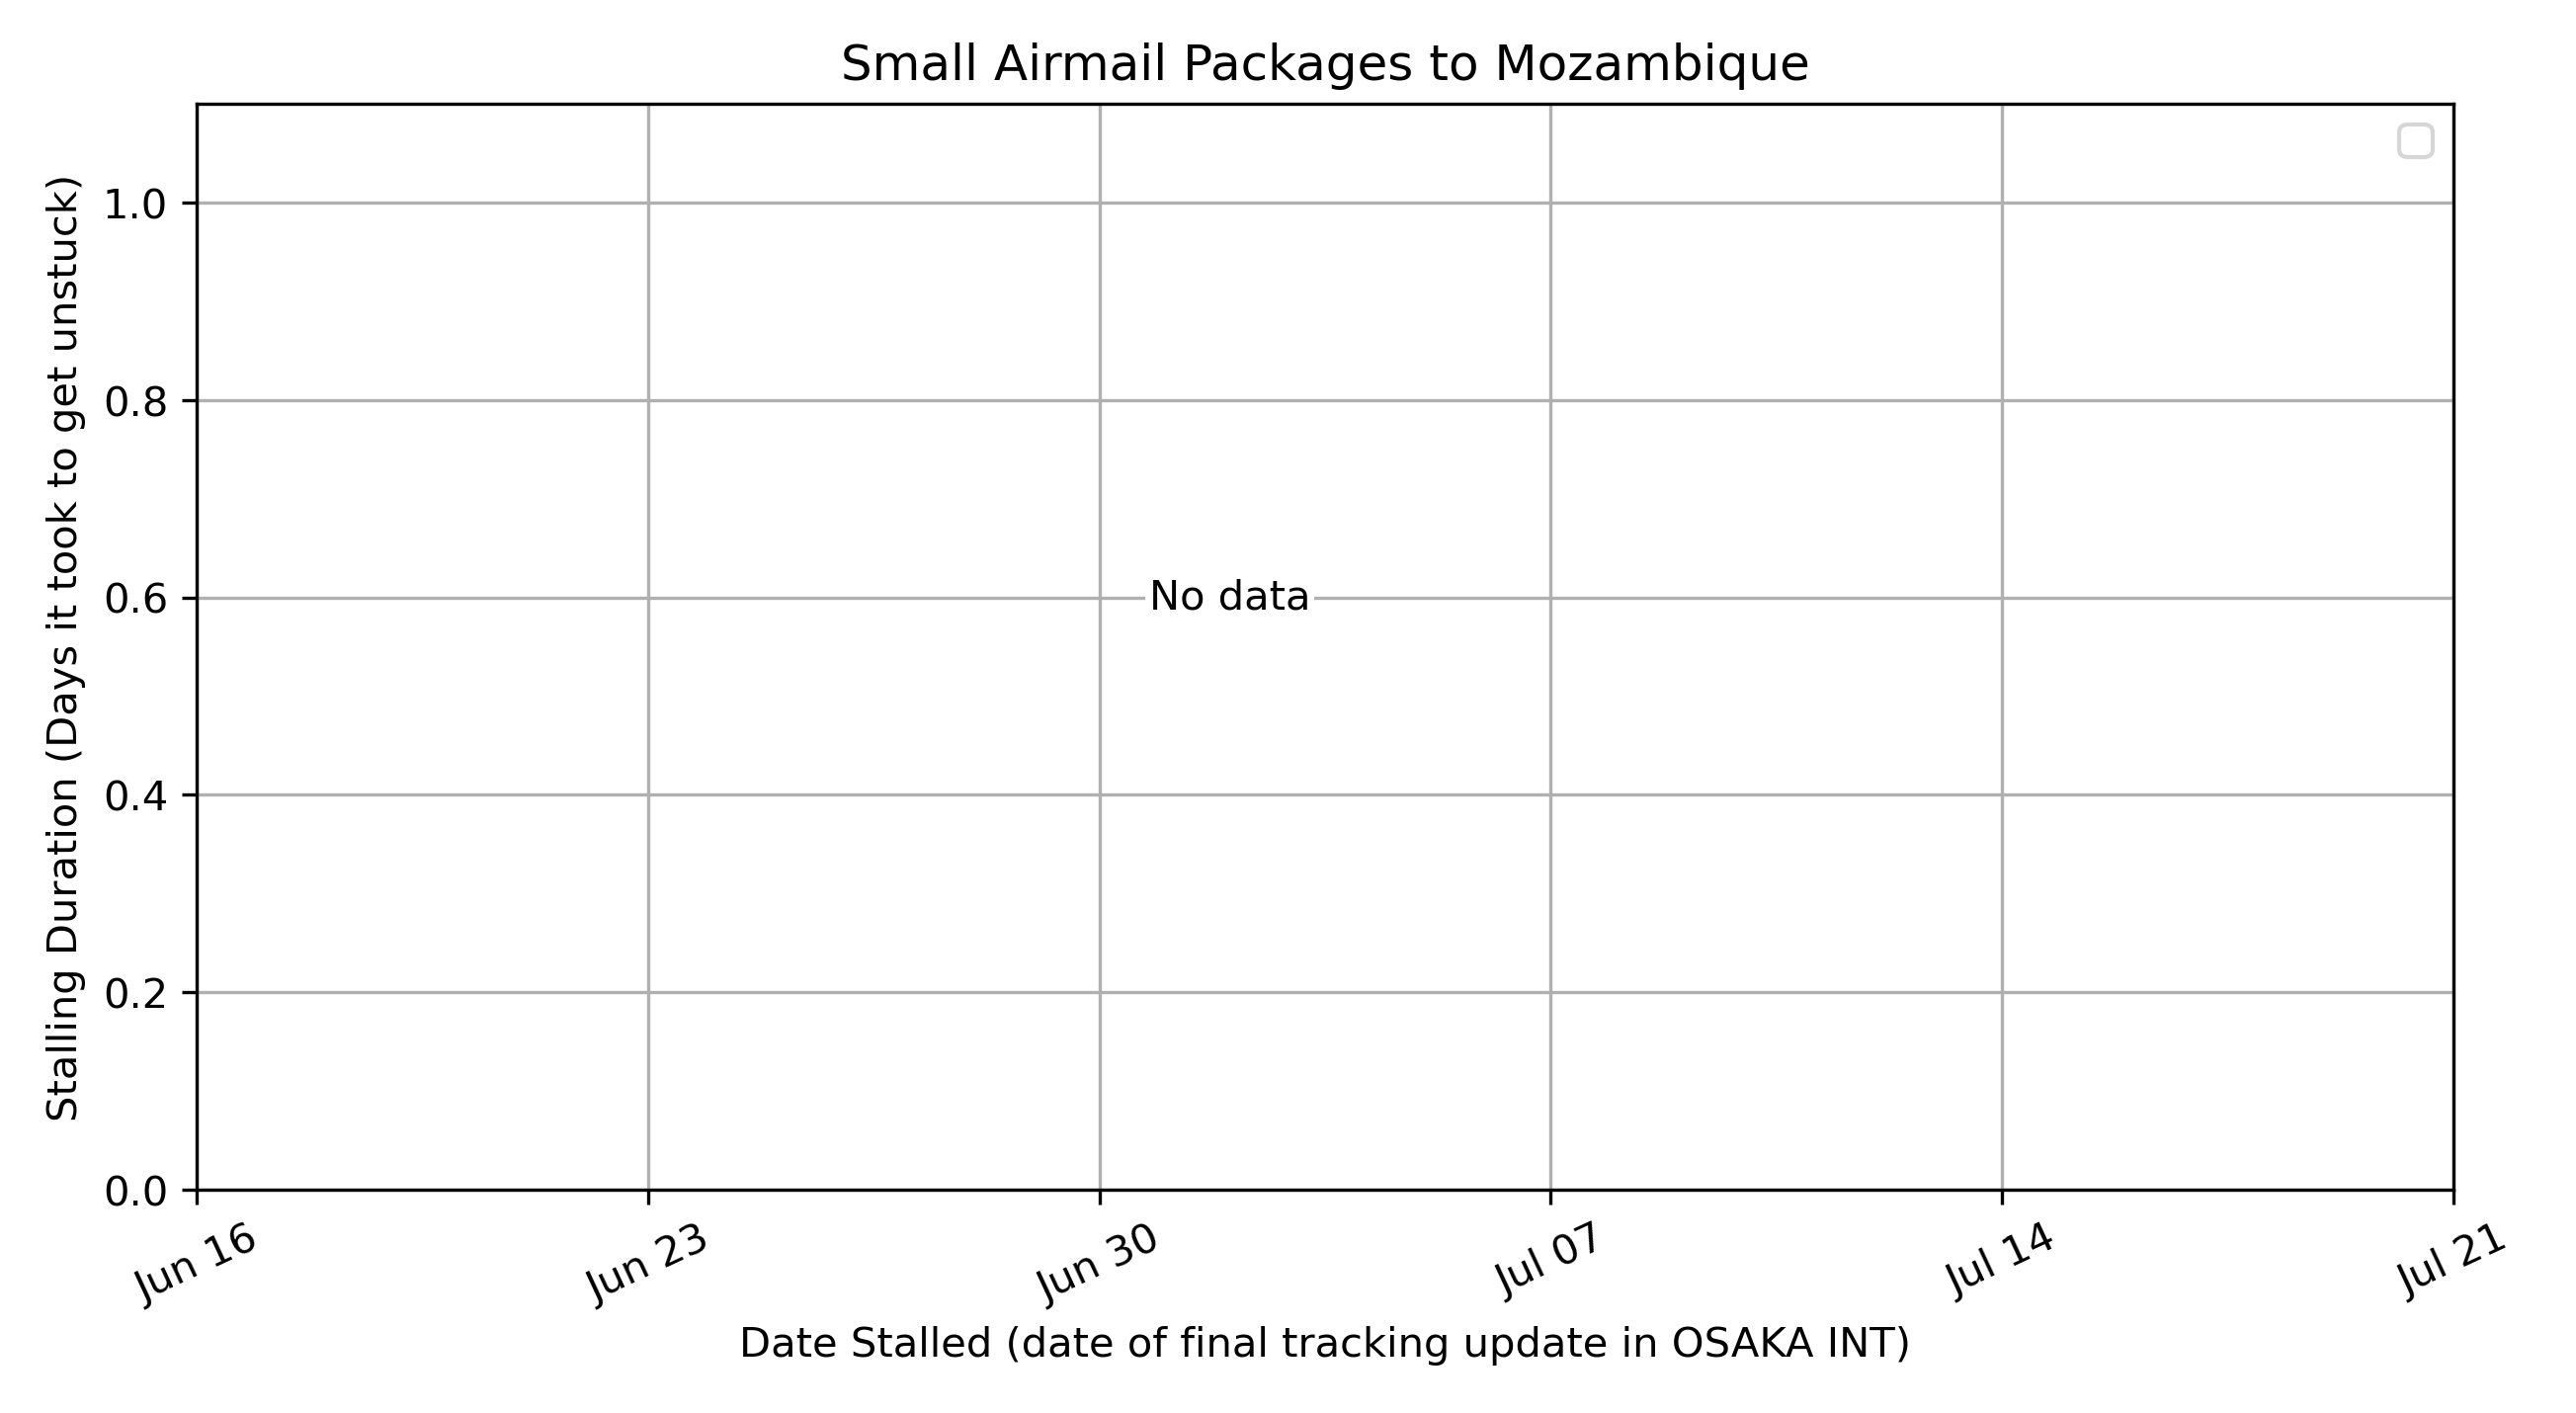 Small Airmail Packages to Mozambique
Stalling Duration (Days it took to get unstuck)
1.0
0.8
0.6
0.4
0.2
0.0
No data
Jun 16
Jun 23
Jun 30
Jul 07
Jul 14
Jul 21
Date Stalled (date of final tracking update in OSAKA INT)